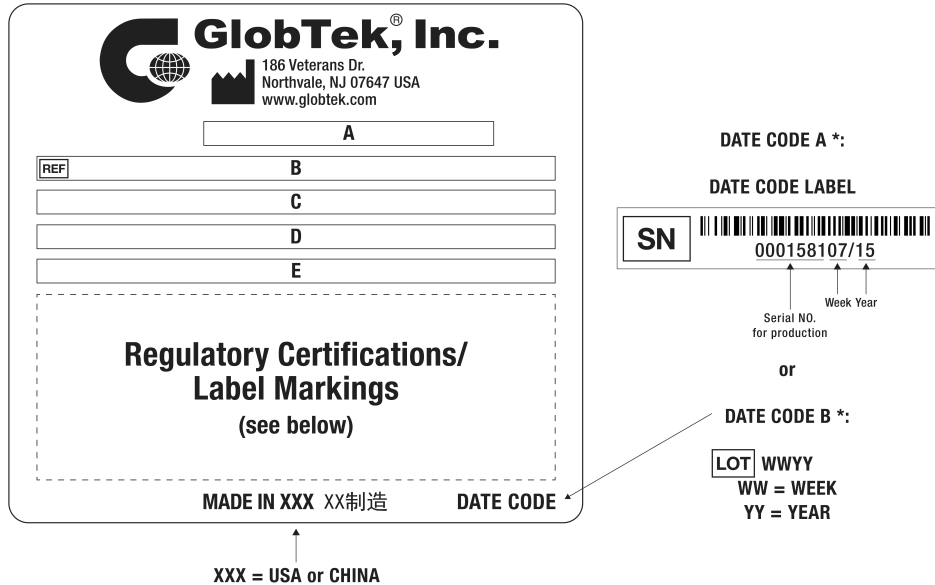 GlobTek,® Inc.
186 Veterans Dr.
Northvale, NJ 07647 USA
www.globtek.com
A
REF B
C
D
E
Regulatory Certifications/
Label Markings
(see below)
MADE IN XXX XX制造 DATE CODE
XXX = USA or CHINA
DATE CODE A *:
DATE CODE LABEL
SN
000158107/15
Week Year
Serial NO.
for production
or
DATE CODE B *:
LOT WWYY
WW = WEEK
YY = YEAR